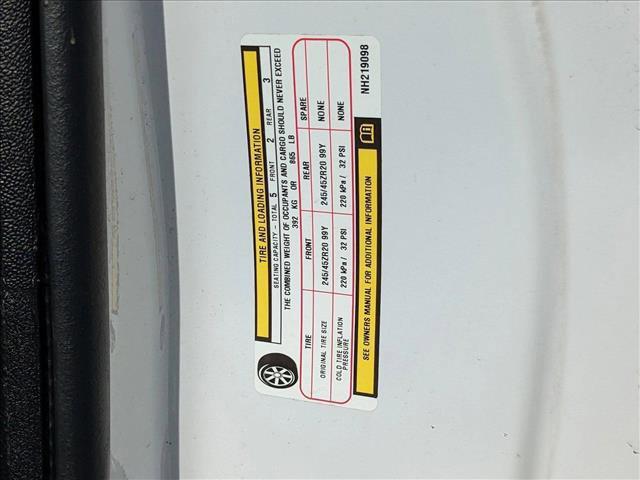 TIRE AND LOADING INFORMATION
SEATING CAPACITY - TOTAL 5 FRONT 2 REAR 3
THE COMBINED WEIGHT OF OCCUPANTS AND CARGO SHOULD NEVER EXCEED
392 KG OR 865 LB
TIRE FRONT REAR SPARE
ORIGINAL TIRE SIZE 245/45ZR20 99Y 245/45ZR20 99Y NONE
COLD TIRE INFLATION PRESSURE 220 kPa / 32 PSI 220 kPa / 32 PSI NONE
SEE OWNERS MANUAL FOR ADDITIONAL INFORMATION
NH219098